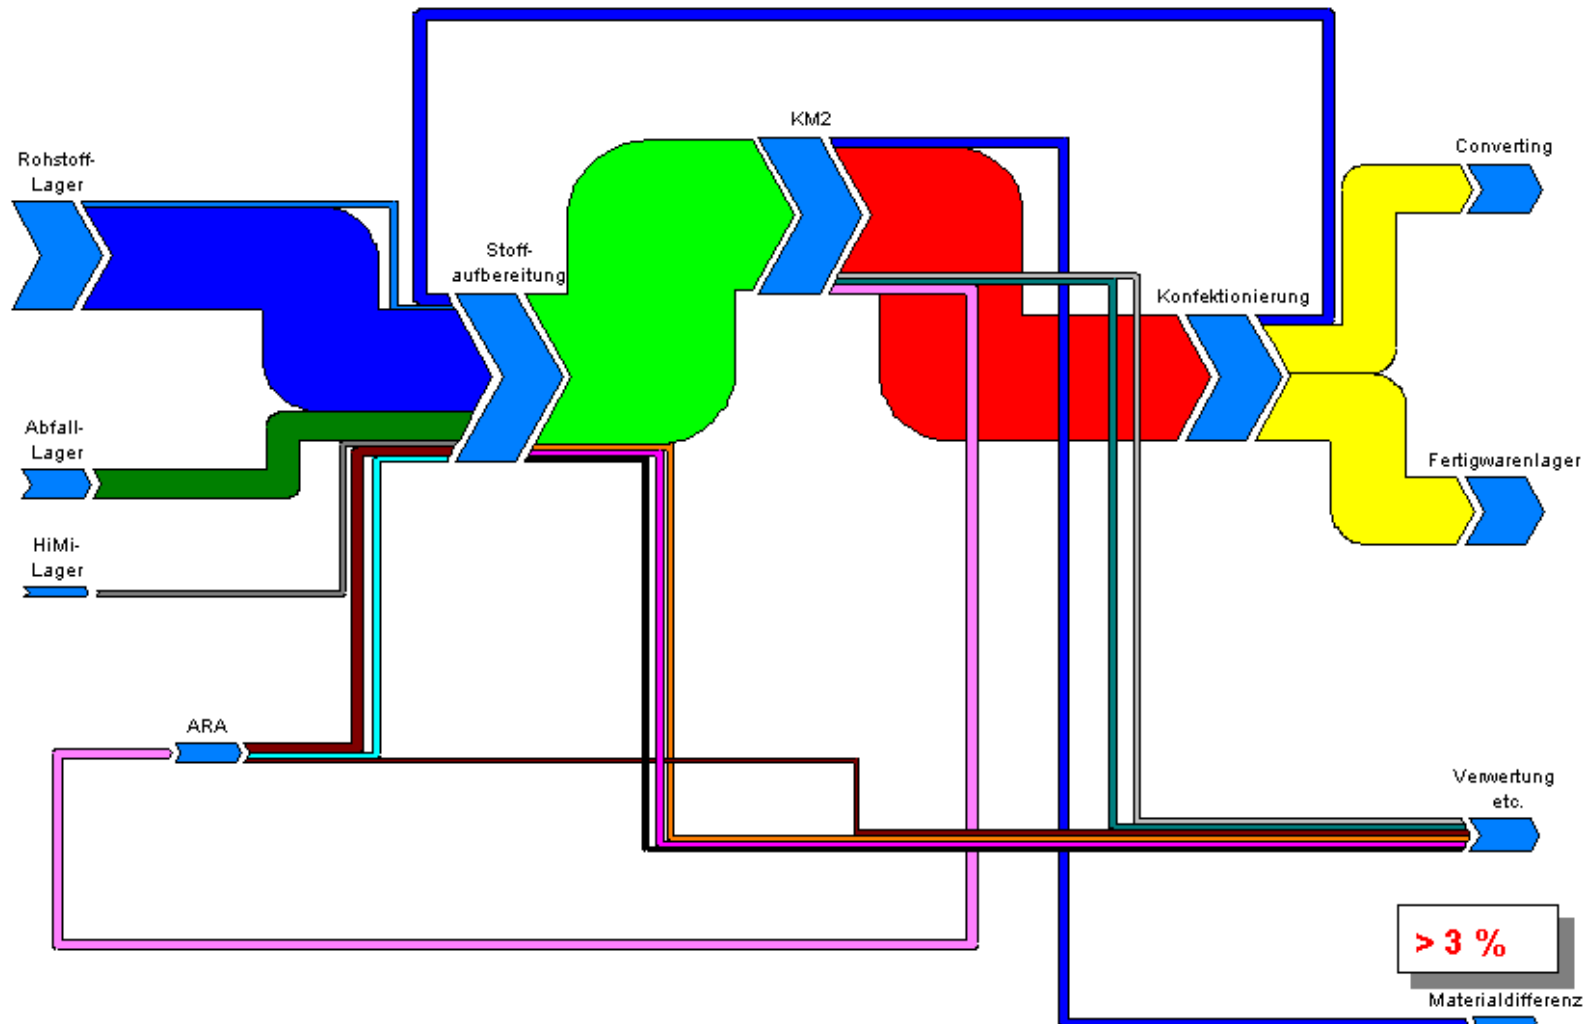 KM2
Rohstoff-
Lager
Converting
Stoff-
aufbereitung
Konfektionierung
Abfall-
Lager
Fertigwarenlager
HiMi-
Lager
ARA
Verwertung
etc.
> 3 %
Materialdifferenz